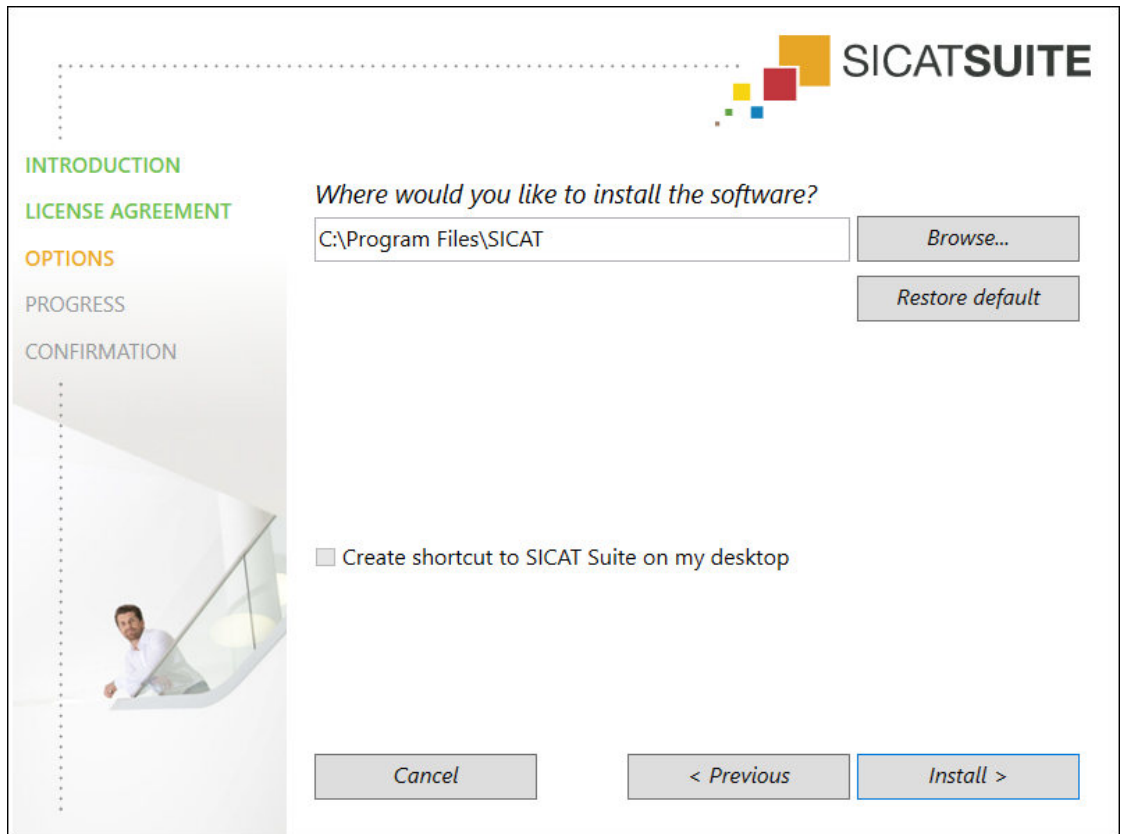 SICATSUITE
INTRODUCTION
LICENSE AGREEMENT
OPTIONS
PROGRESS
CONFIRMATION
Where would you like to install the software?
C:\Program Files\SICAT
Browse...
Restore default
Create shortcut to SICAT Suite on my desktop
Cancel
< Previous
Install >